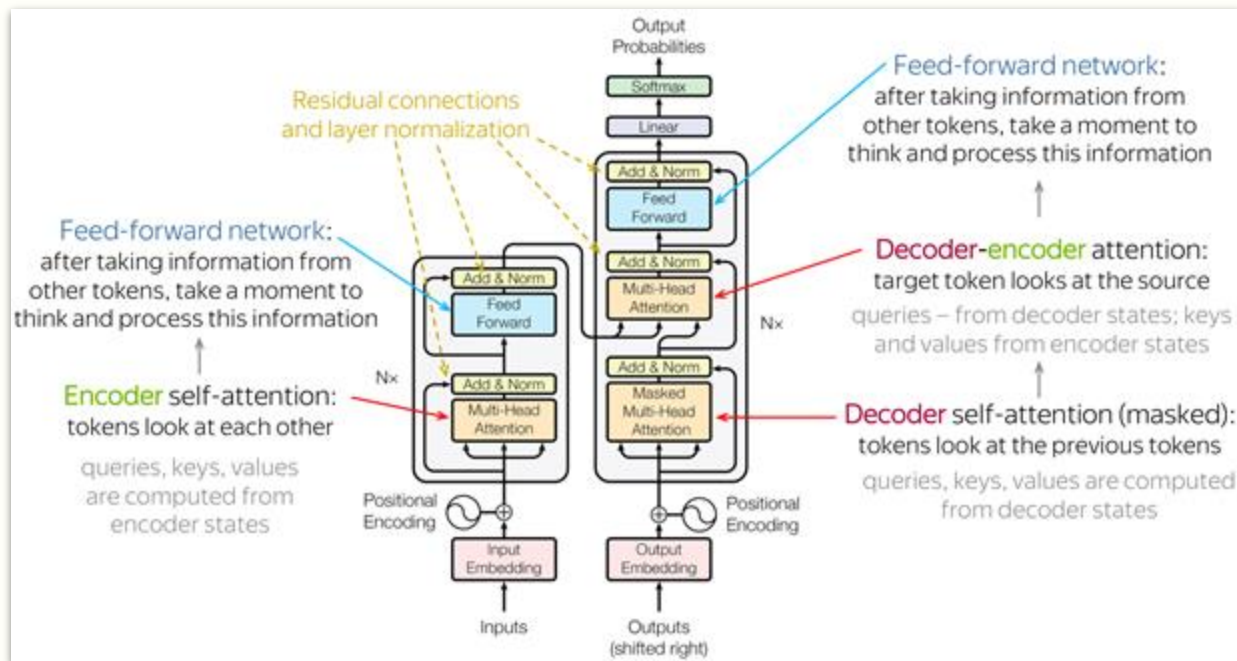 Output
Probabilities
Softmax
Linear
Add & Norm
Feed
Forward
Add & Norm
Multi-Head
Attention
Add & Norm
Masked
Multi-Head
Attention
Nx
Positional
Encoding
Output
Embedding
Outputs
(shifted right)
Residual connections
and layer normalization
Feed-forward network:
after taking information from
other tokens, take a moment to
think and process this information
Encoder self-attention:
tokens look at each other
queries, keys, values
are computed from
encoder states
Add & Norm
Feed
Forward
Nx
Add & Norm
Multi-Head
Attention
Positional
Encoding
Input
Embedding
Inputs
Feed-forward network:
after taking information from
other tokens, take a moment to
think and process this information
Decoder-encoder attention:
target token looks at the source
queries – from decoder states; keys
and values from encoder states
Decoder self-attention (masked):
tokens look at the previous tokens
queries, keys, values are computed
from decoder states